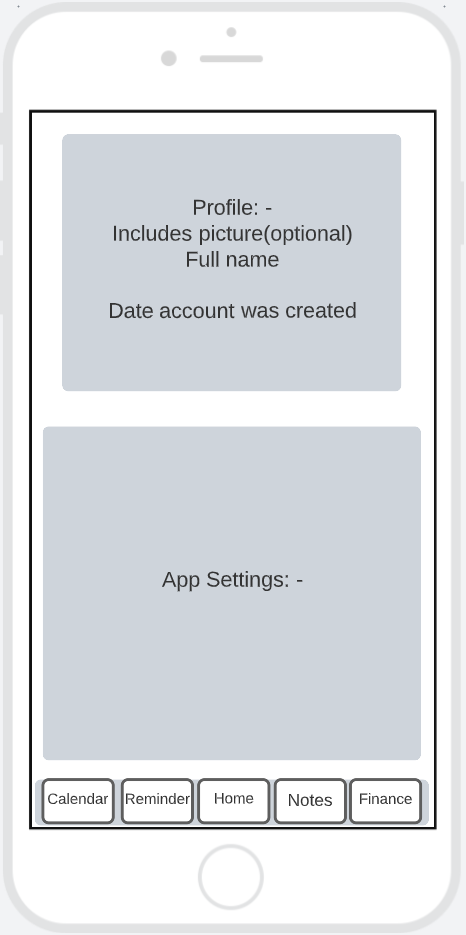 Profile: -
Includes picture(optional)
Full name
Date account was created
App Settings: -
Calendar Reminder Home Notes Finance